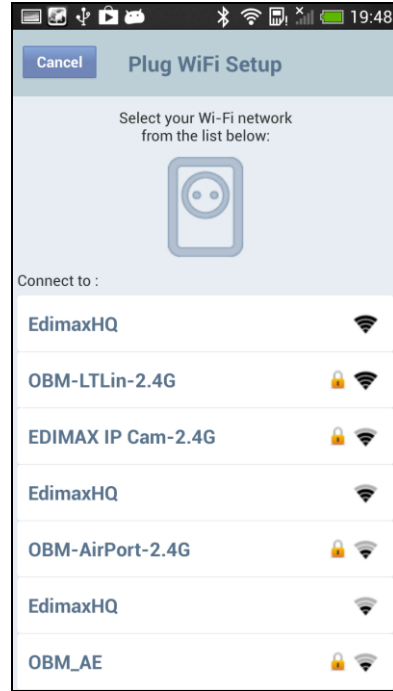 19:48
Cancel
Plug WiFi Setup
Select your Wi-Fi network
from the list below:
Connect to :
EdimaxHQ
OBM-LTLin-2.4G
EDIMAX IP Cam-2.4G
EdimaxHQ
OBM-AirPort-2.4G
EdimaxHQ
OBM_AE